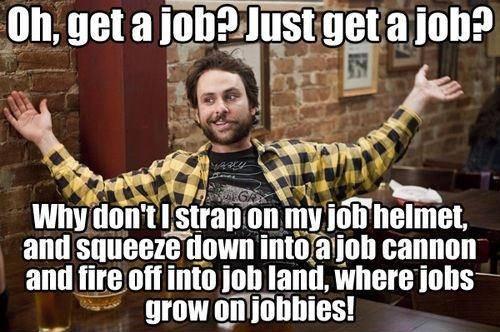 Oh, get a job? Just get a job?
Why don't I strap on my job helmet,
and squeeze down into a job cannon
and fire off into job land, where jobs
grow on jobbies!